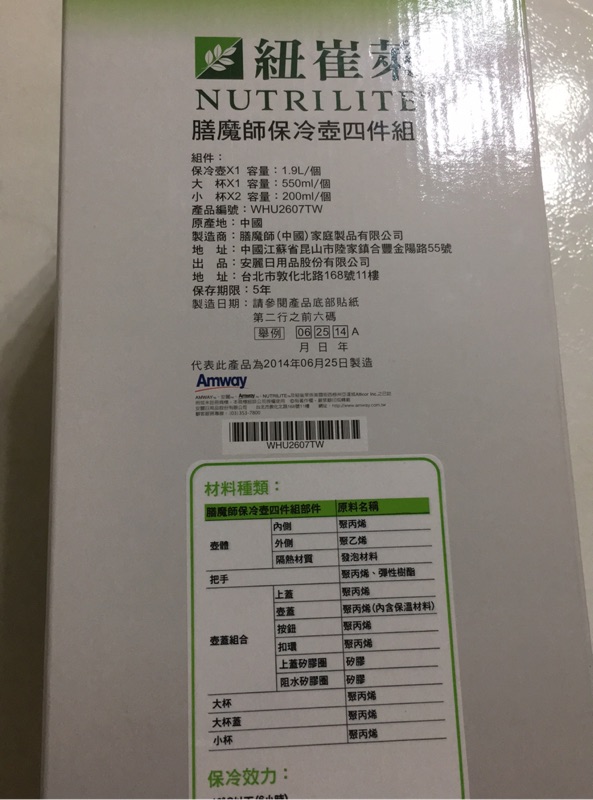 紐崔萊
NUTRILITE
膳魔師保冷壺四件組
組件：
保冷壺X1 容量：1.9L/個
大　杯X1 容量：550ml/個
小　杯X2 容量：200ml/個
產品編號：WHU2607TW
原產地：中國
製造商：膳魔師(中國)家庭製品有限公司
地　址：中國江蘇省昆山市陸家鎮合豐金陽路55號
出　品：安麗日用品股份有限公司
地　址：台北市敦化北路168號11樓
保存期限：5年
製造日期：請參閱產品底部貼紙
第二行之前六碼
舉例 06 25 14 A
月 日 年
代表此產品為2014年06月25日製造
Amway
WHU2607TW
材料種類：
膳魔師保冷壺四件組部件 原料名稱
壺體 內側 聚丙烯
外側 聚乙烯
隔熱材質 發泡材料
把手 聚丙烯、彈性樹酯
壺蓋組合 上蓋 聚丙烯
壺蓋 聚丙烯(內含保溫材料)
按鈕 聚丙烯
扣環 聚丙烯
上蓋矽膠圈 矽膠
阻水矽膠圈 矽膠
大杯 聚丙烯
大杯蓋 聚丙烯
小杯 聚丙烯
保冷效力：